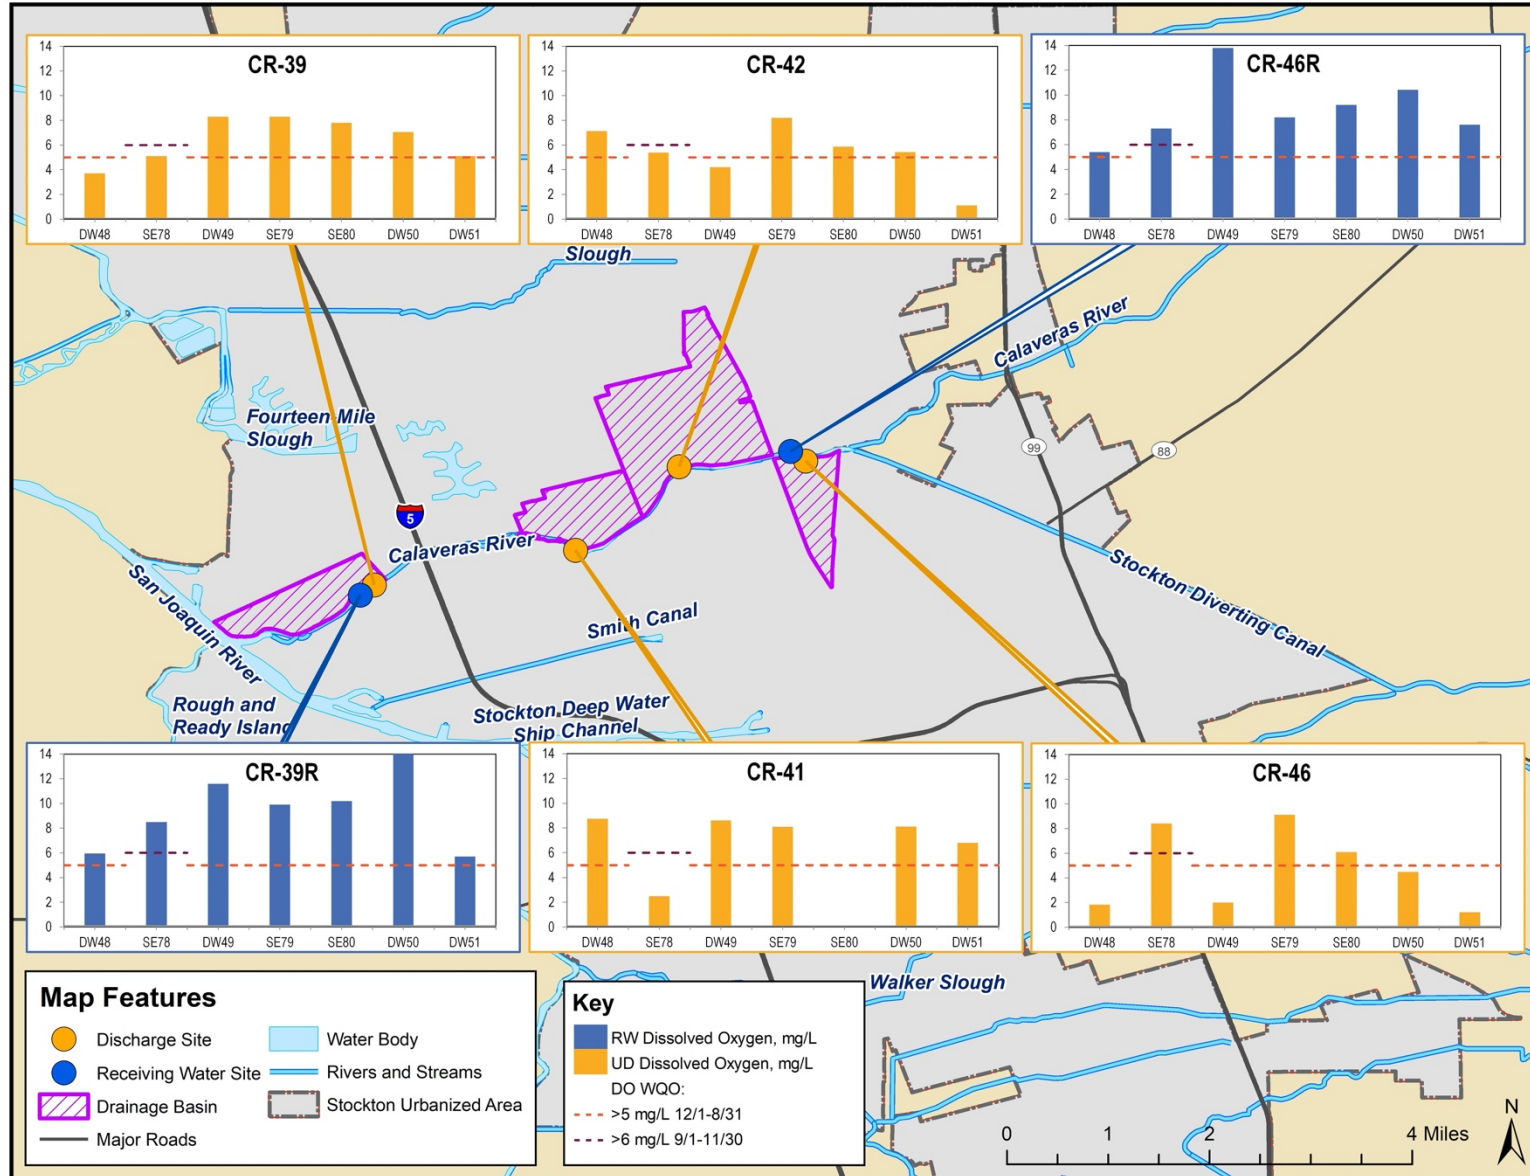 CR-39
14
12
10
8
6
4
2
0
DW48 SE78 DW49 SE79 SE80 DW50 DW51
CR-42
14
12
10
8
6
4
2
0
DW48 SE78 DW49 SE79 SE80 DW50 DW51
CR-46R
14
12
10
8
6
4
2
0
DW48 SE78 DW49 SE79 SE80 DW50 DW51
Slough
Calaveras River
Fourteen Mile
Slough
99
88
5
Calaveras River
San Joaquin River
Smith Canal
Stockton Diverting Canal
Rough and
Ready Island
Stockton Deep Water
Ship Channel
CR-39R
14
12
10
8
6
4
2
0
DW48 SE78 DW49 SE79 SE80 DW50 DW51
CR-41
14
12
10
8
6
4
2
0
DW48 SE78 DW49 SE79 SE80 DW50 DW51
CR-46
14
12
10
8
6
4
2
0
DW48 SE78 DW49 SE79 SE80 DW50 DW51
Walker Slough
Map Features
Discharge Site
Receiving Water Site
Drainage Basin
Major Roads
Water Body
Rivers and Streams
Stockton Urbanized Area
Key
RW Dissolved Oxygen, mg/L
UD Dissolved Oxygen, mg/L
DO WQO:
>5 mg/L 12/1-8/31
>6 mg/L 9/1-11/30
0 1 2 4 Miles
N